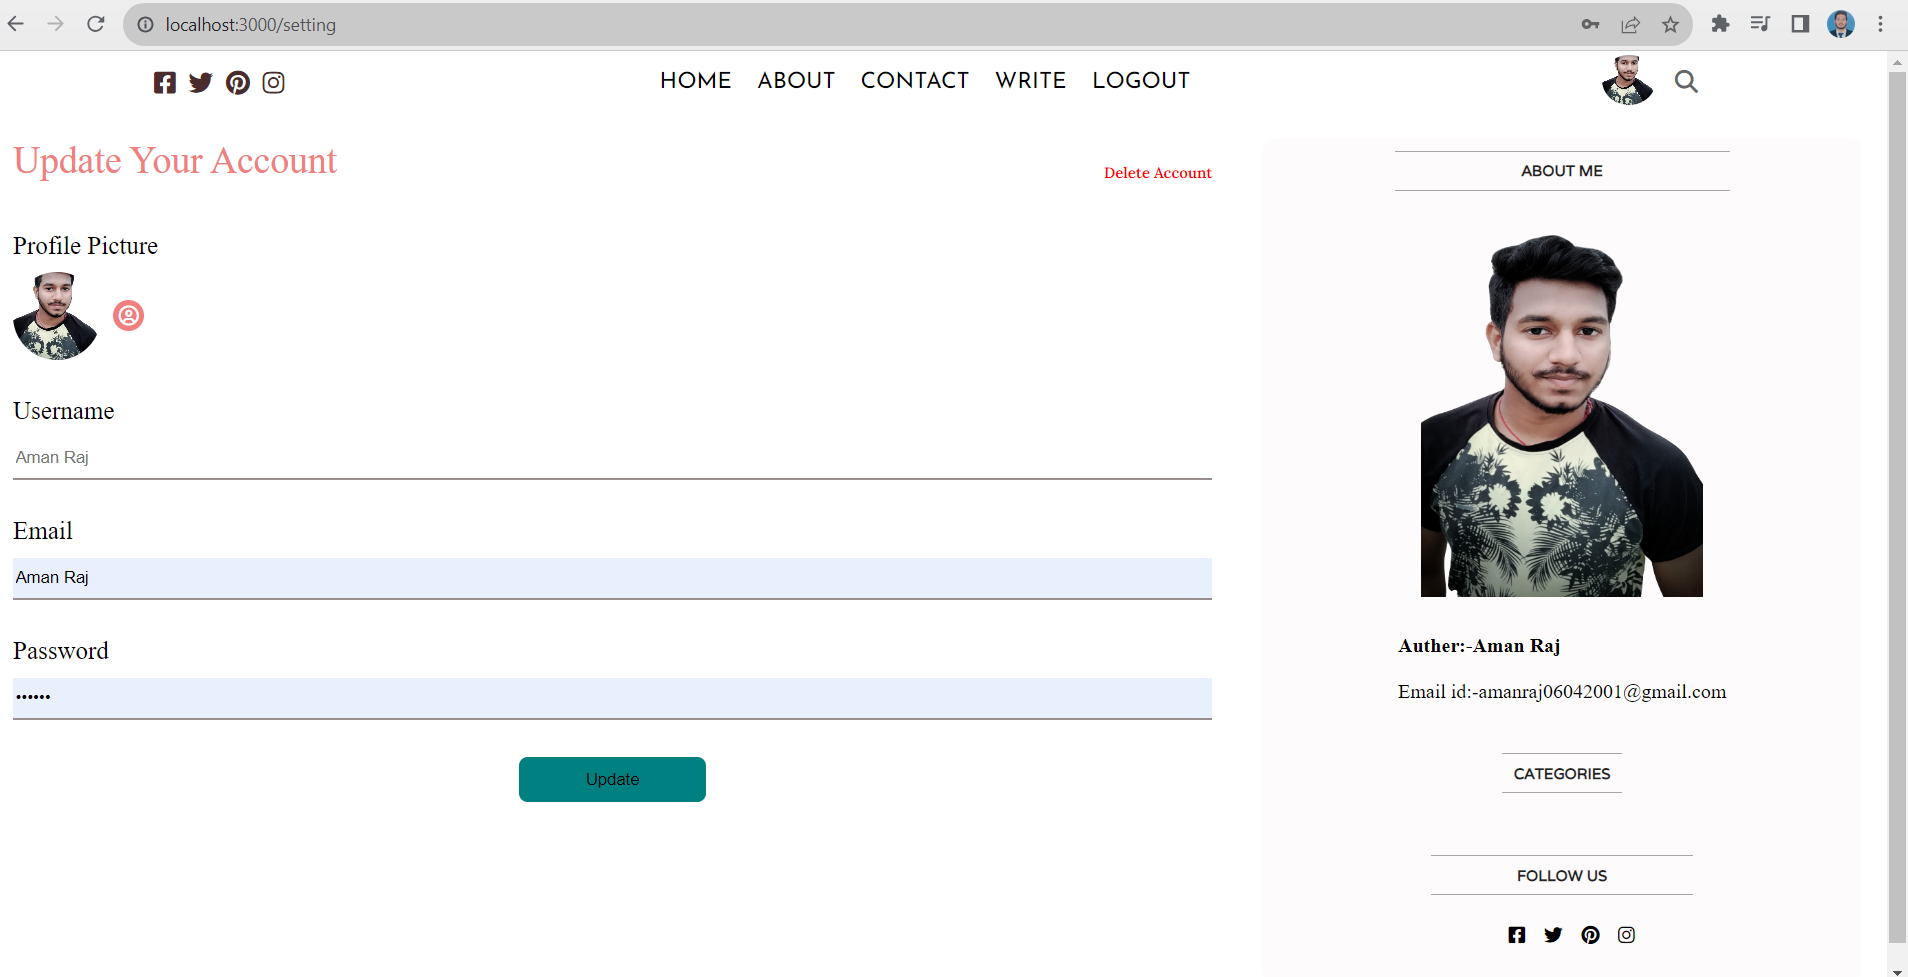 localhost:3000/setting
HOME ABOUT CONTACT WRITE LOGOUT
Update Your Account
Delete Account
Profile Picture
Username
Aman Raj
Email
Aman Raj
Password
••••••
Update
ABOUT ME
Auther:-Aman Raj
Email id:-amanraj06042001@gmail.com
CATEGORIES
FOLLOW US